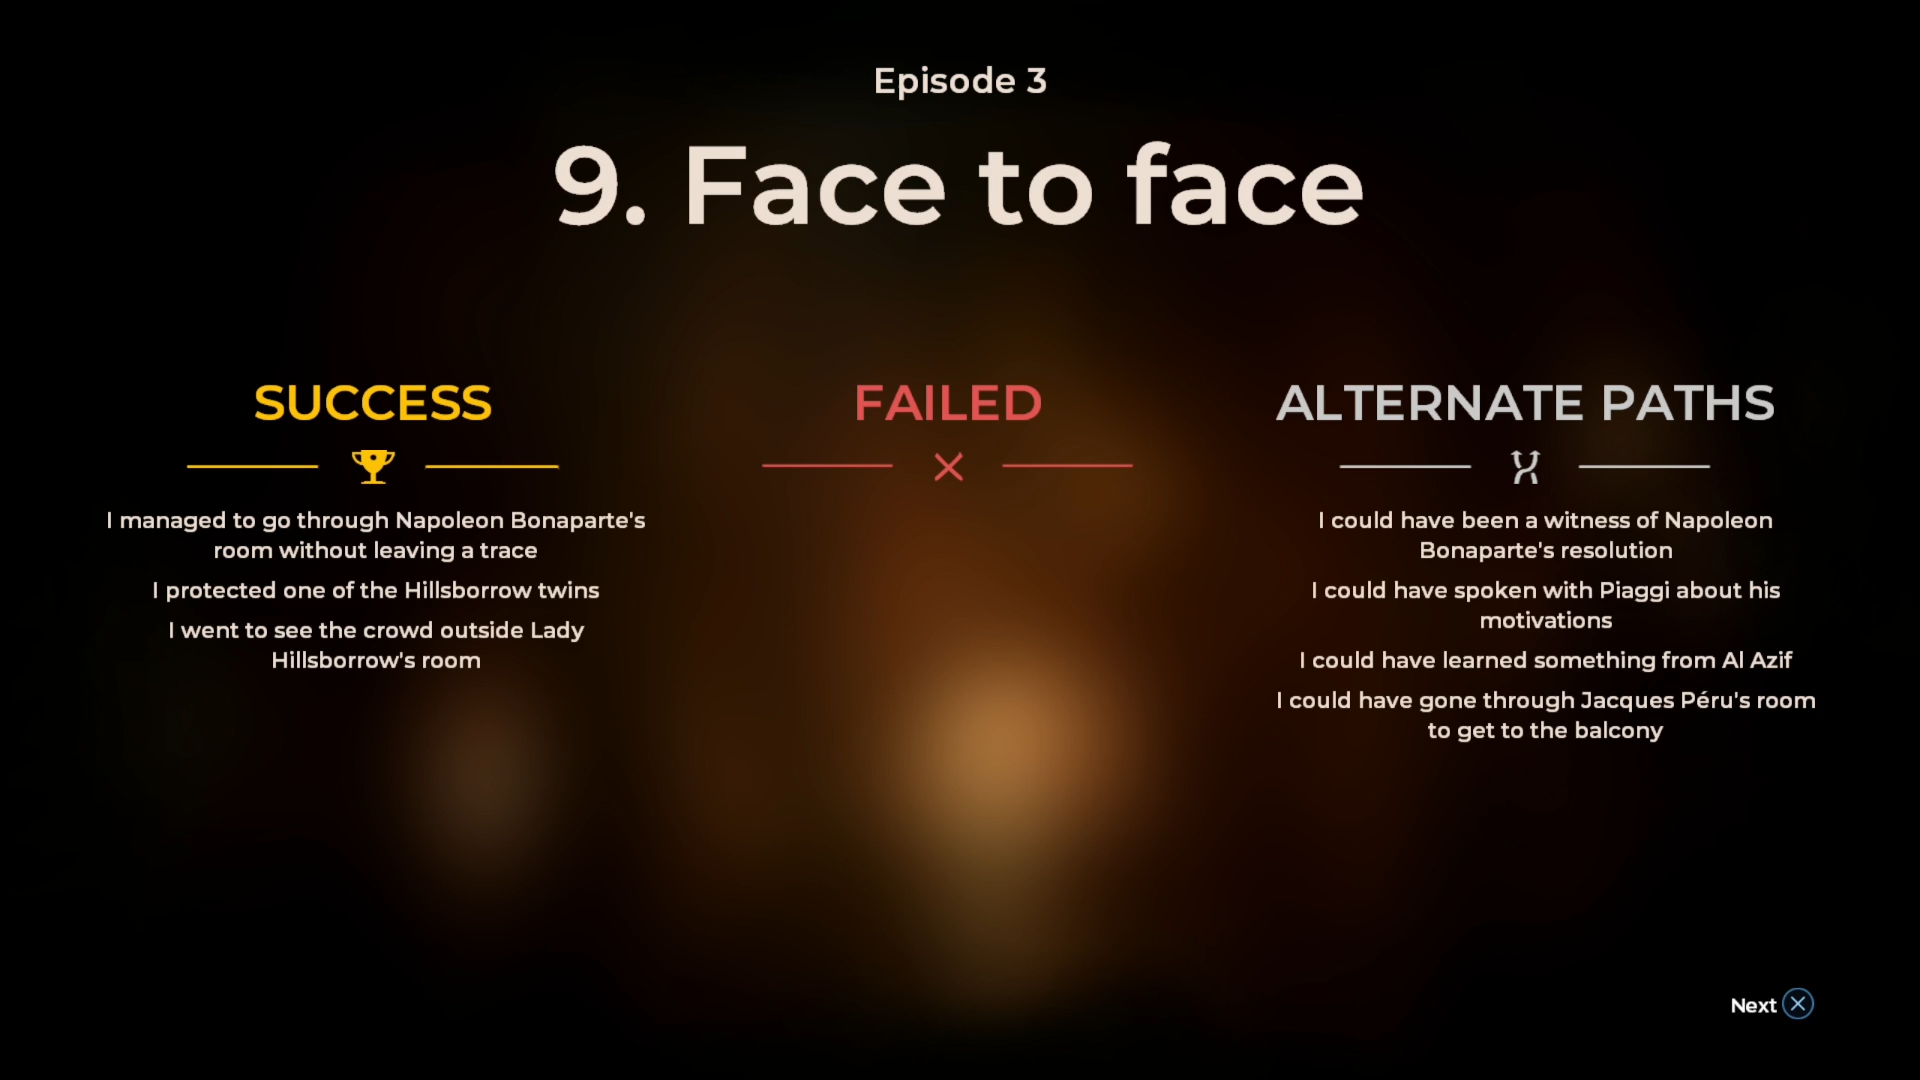 Episode 3
9. Face to face
SUCCESS
I managed to go through Napoleon Bonaparte's
room without leaving a trace
I protected one of the Hillsborrow twins
I went to see the crowd outside Lady
Hillsborrow's room
FAILED
ALTERNATE PATHS
I could have been a witness of Napoleon
Bonaparte's resolution
I could have spoken with Piaggi about his
motivations
I could have learned something from Al Azif
I could have gone through Jacques Péru's room
to get to the balcony
Next